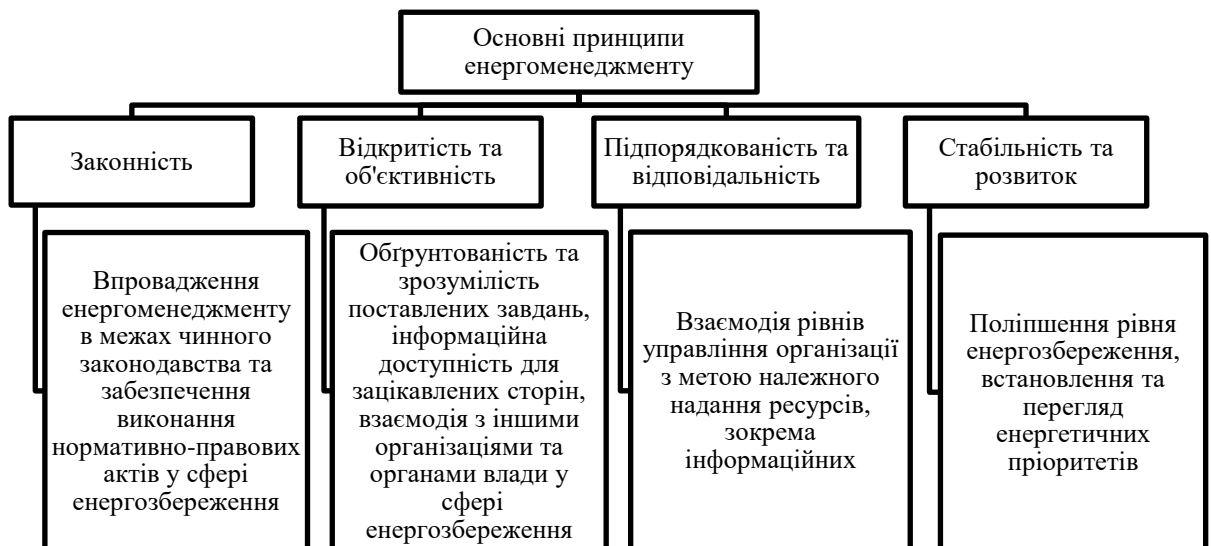 Основні принципи
енергоменеджменту
Законність
Відкритість та
об'єктивність
Підпорядкованість та
відповідальність
Стабільність та
розвиток
Впровадження
енергоменеджменту
в межах чинного
законодавства та
забезпечення
виконання
нормативно-правових
актів у сфері
енергозбереження
Обґрунтованість та
зрозумілість
поставлених завдань,
інформаційна
доступність для
зацікавлених сторін,
взаємодія з іншими
організаціями та
органами влади у
сфері
енергозбереження
Взаємодія рівнів
управління організації
з метою належного
надання ресурсів,
зокрема
інформаційних
Поліпшення рівня
енергозбереження,
встановлення та
перегляд
енергетичних
пріоритетів